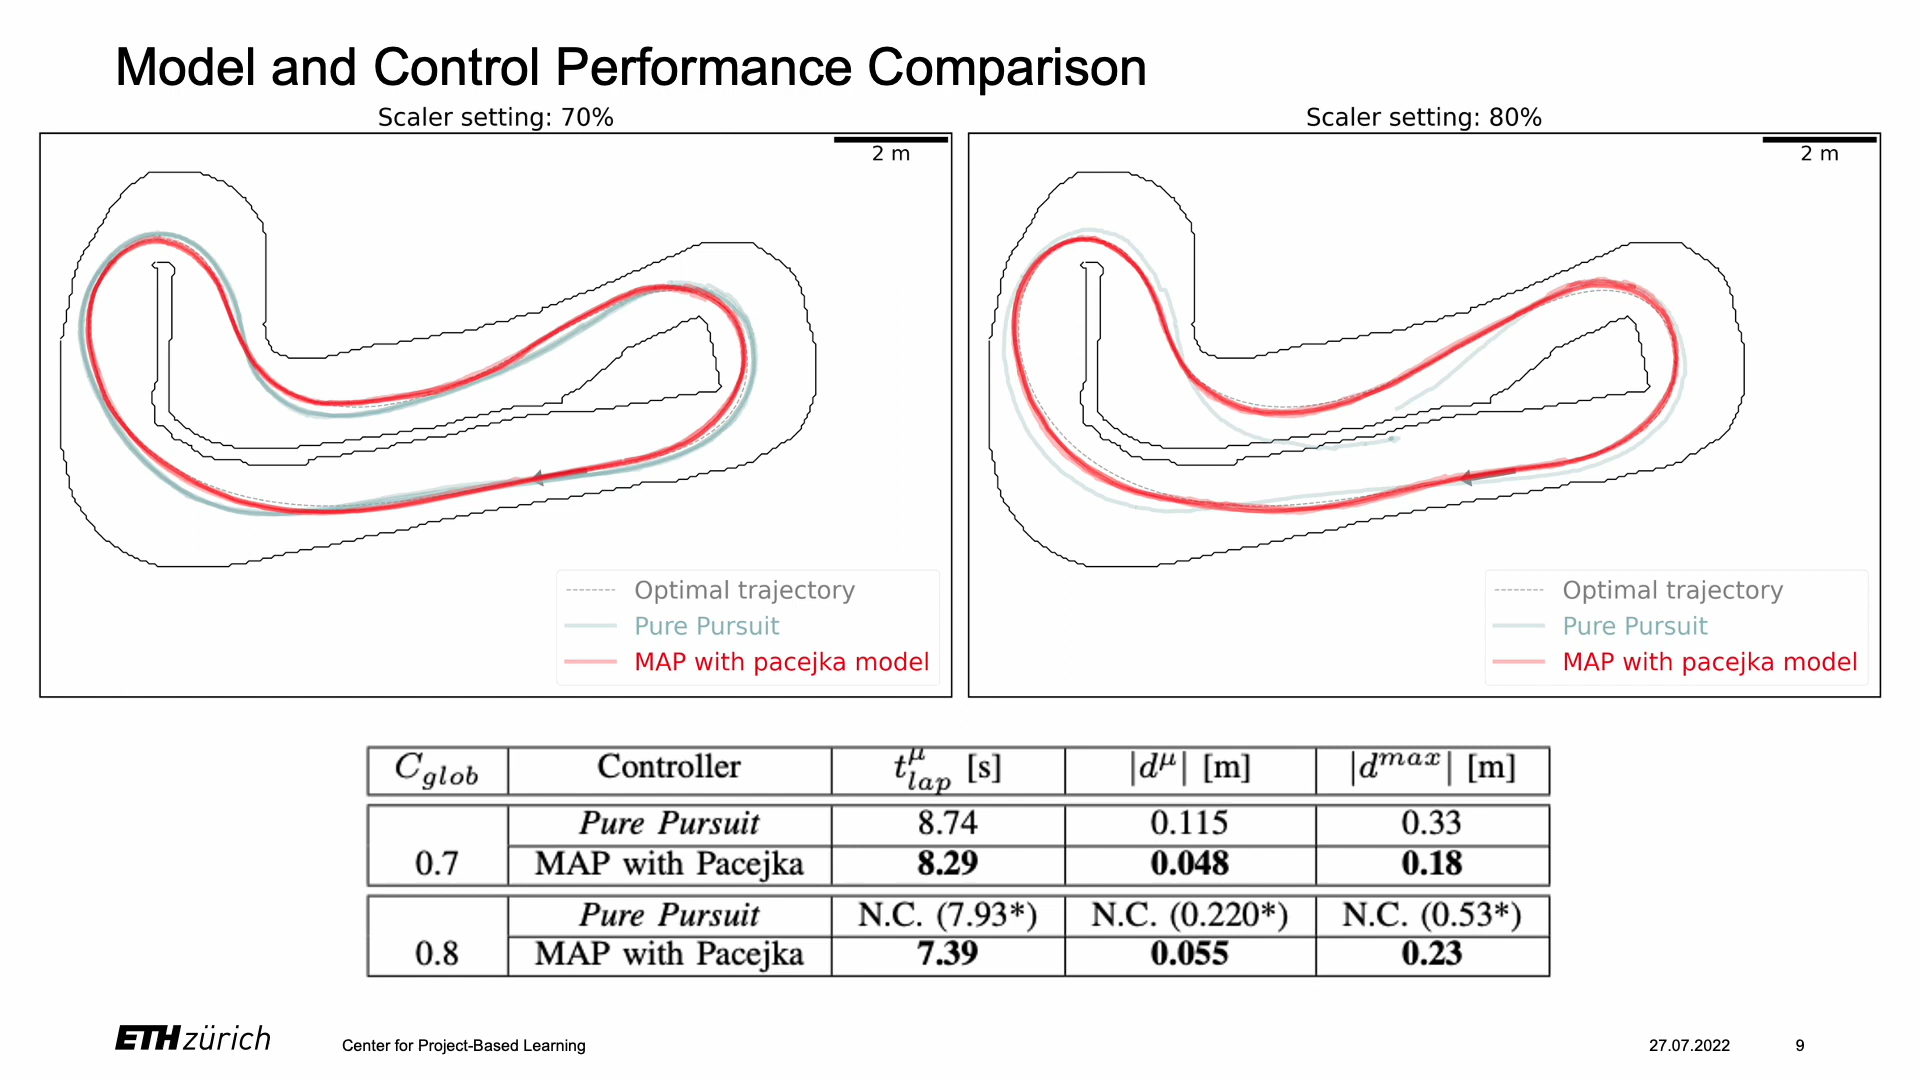 Model and Control Performance Comparison
Scaler setting: 70%
2 m
Optimal trajectory
Pure Pursuit
MAP with pacejka model
Scaler setting: 80%
2 m
Optimal trajectory
Pure Pursuit
MAP with pacejka model
C_glob Controller t^μ_lap [s] |d^μ| [m] |d^max| [m]
0.7 Pure Pursuit 8.74 0.115 0.33
MAP with Pacejka 8.29 0.048 0.18
0.8 Pure Pursuit N.C. (7.93*) N.C. (0.220*) N.C. (0.53*)
MAP with Pacejka 7.39 0.055 0.23
ETH zürich Center for Project-Based Learning 27.07.2022 9